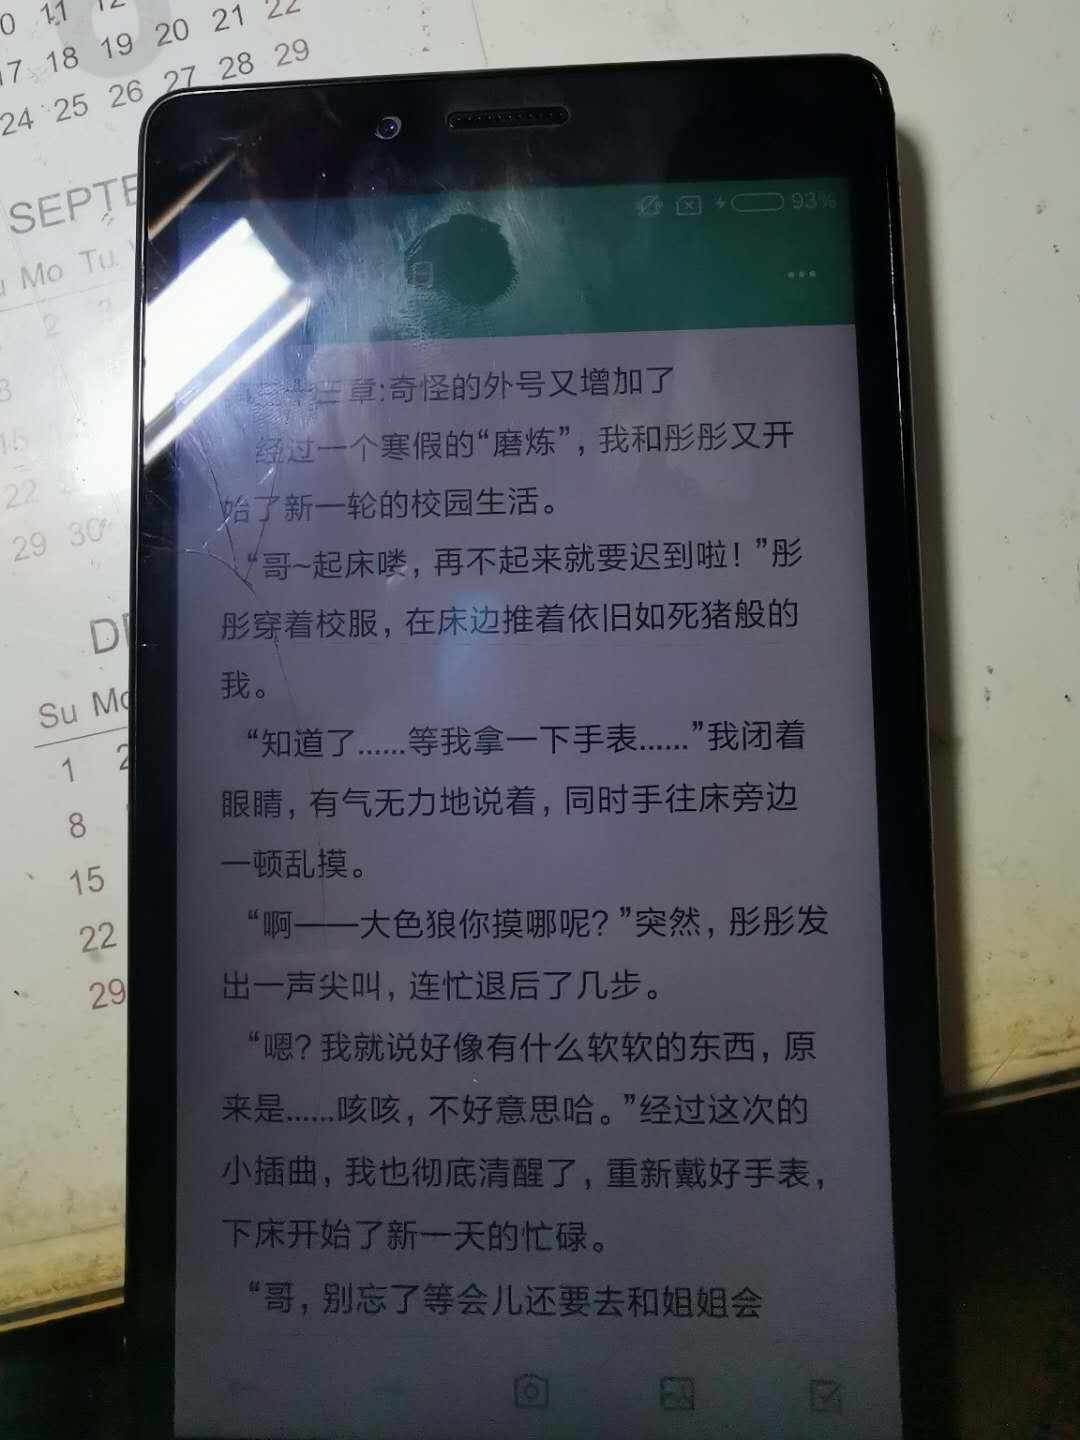 10 11 12
17 18 19 20 21 22
24 25 26 27 28 29
SEPTE
Mo Tu
2 3
15
22
29 30
Su Mo
1 2
8
15
22
29
93%
日
章:奇怪的外号又增加了
经过一个寒假的“磨炼”，我和彤彤又开
始了新一轮的校园生活。
“哥~起床喽，再不起来就要迟到啦！”彤
彤穿着校服，在床边推着依旧如死猪般的
我。
“知道了......等我拿一下手表......”我闭着
眼睛，有气无力地说着，同时手往床旁边
一顿乱摸。
“啊——大色狼你摸哪呢？”突然，彤彤发
出一声尖叫，连忙退后了几步。
“嗯？我就说好像有什么软软的东西，原
来是......咳咳，不好意思哈。”经过这次的
小插曲，我也彻底清醒了，重新戴好手表，
下床开始了新一天的忙碌。
“哥，别忘了等会儿还要去和姐姐会